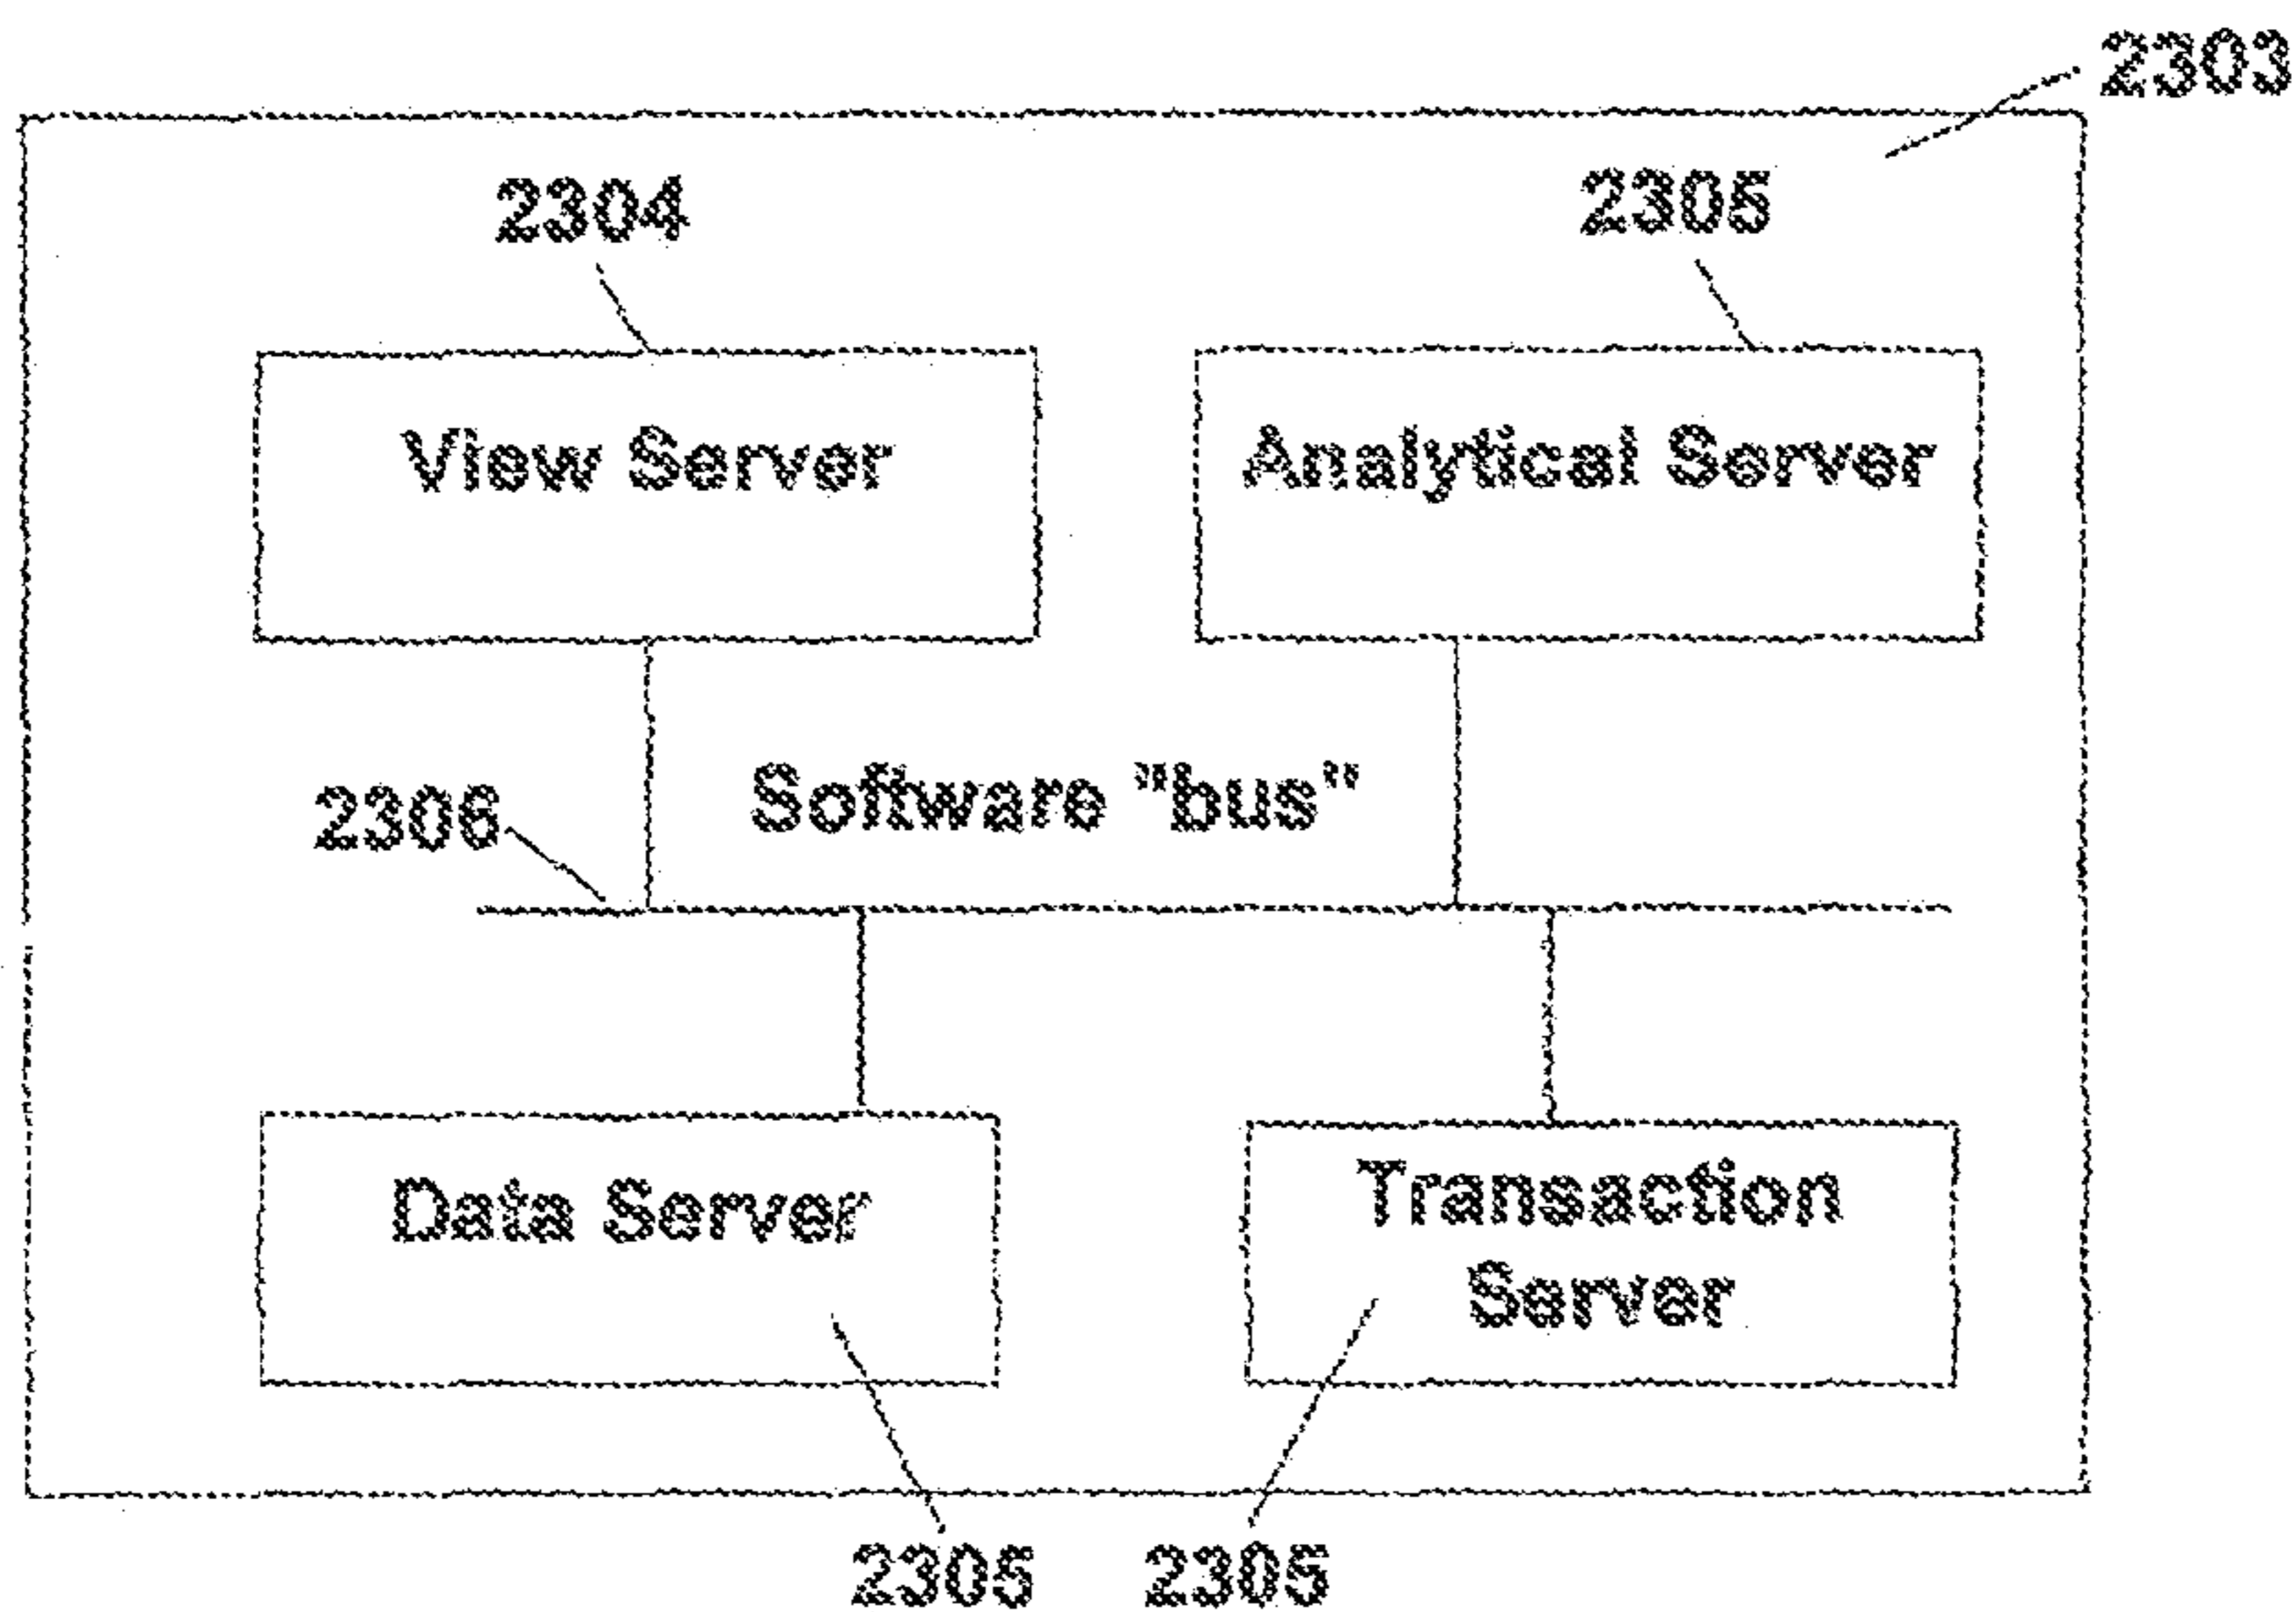 2303
2304
2305
View Server
Analytical Server
Software "bus"
2306
Data Server
Transaction
Server
2305
2305